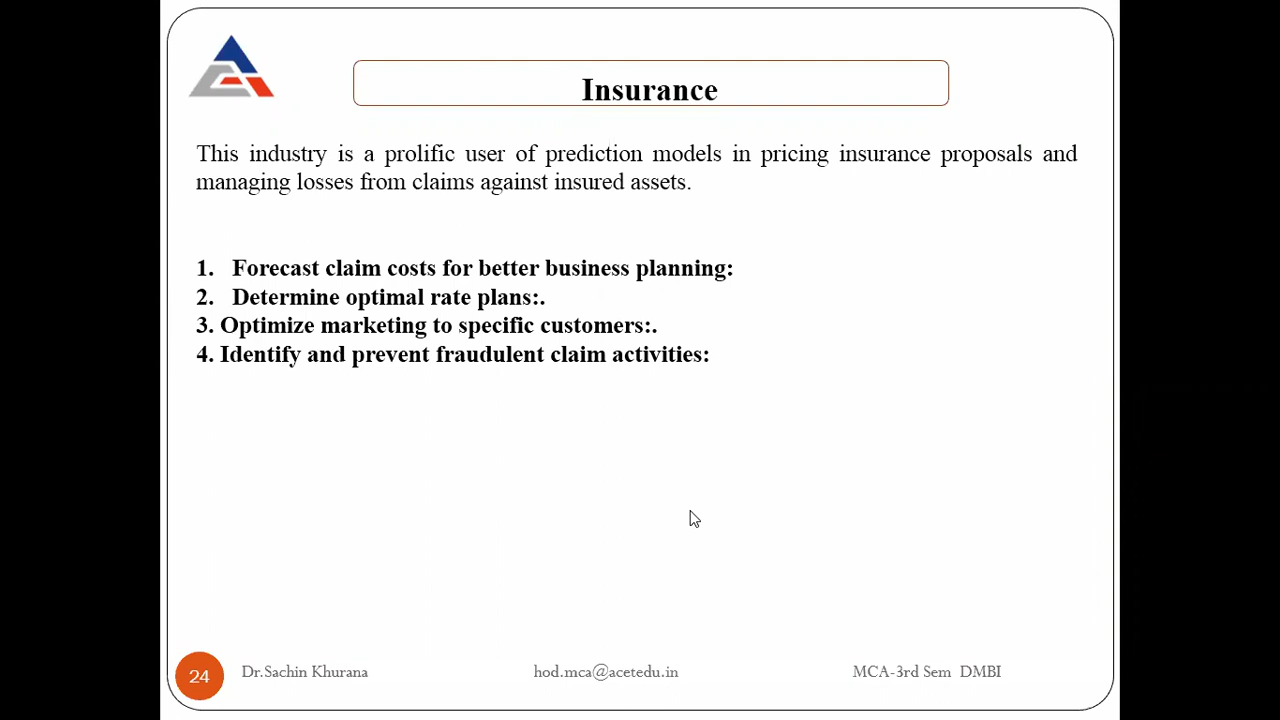 Insurance
This industry is a prolific user of prediction models in pricing insurance proposals and
managing losses from claims against insured assets.
1. Forecast claim costs for better business planning:
2. Determine optimal rate plans:.
3. Optimize marketing to specific customers:.
4. Identify and prevent fraudulent claim activities:
24 Dr.Sachin Khurana hod.mca@acetedu.in MCA-3rd Sem DMBI